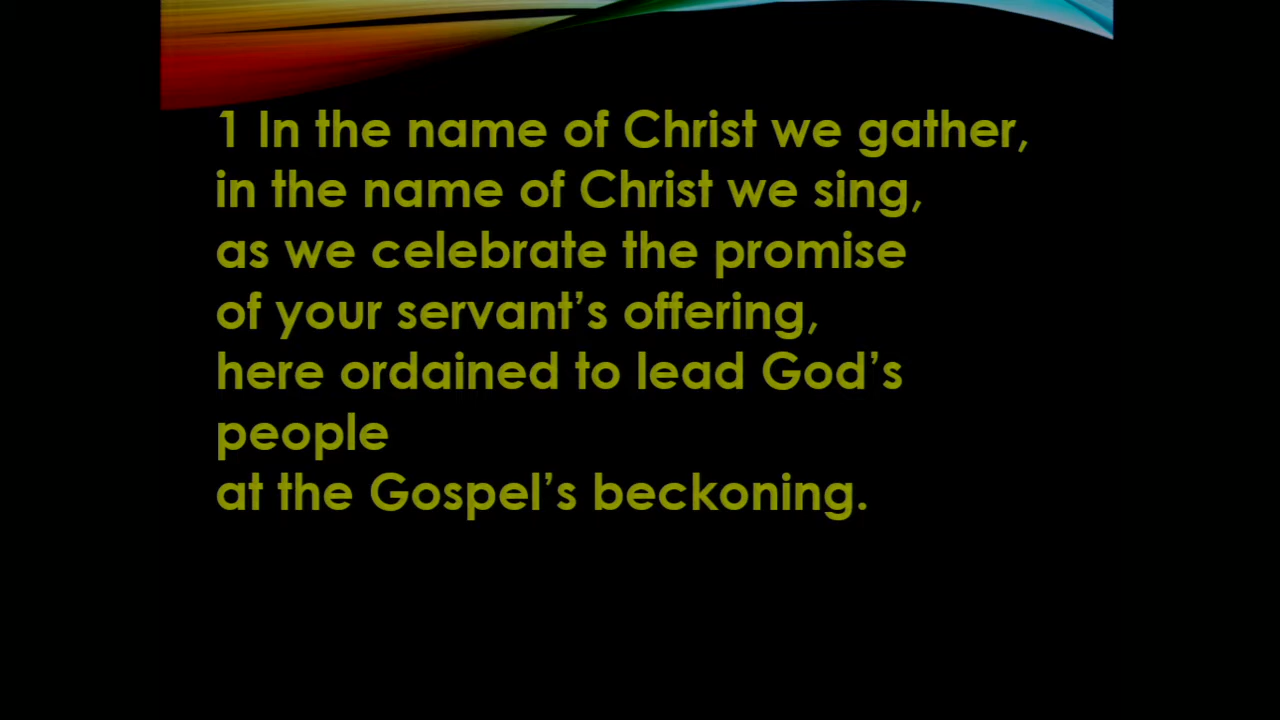 1 In the name of Christ we gather,
in the name of Christ we sing,
as we celebrate the promise
of your servant’s offering,
here ordained to lead God’s
people
at the Gospel’s beckoning.